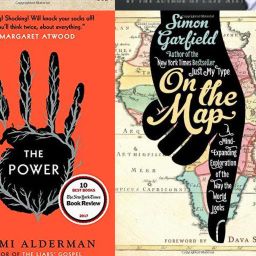 g! Shocking! Will knock your socks off!
you'll think twice, about everything."
MARGARET ATWOOD
THE
POWER
10
BEST BOOKS
The New York Times
Book Review
2017
MI ALDERMAN
OR OF THE LIARS' GOSPEL
Simon
Garfield
Author of the
New York Times Bestseller
Just My Type
On the
Map
A
Mind-
Expanding
Exploration
of the
Way the
World
Looks
FOREWORD BY DAVA S